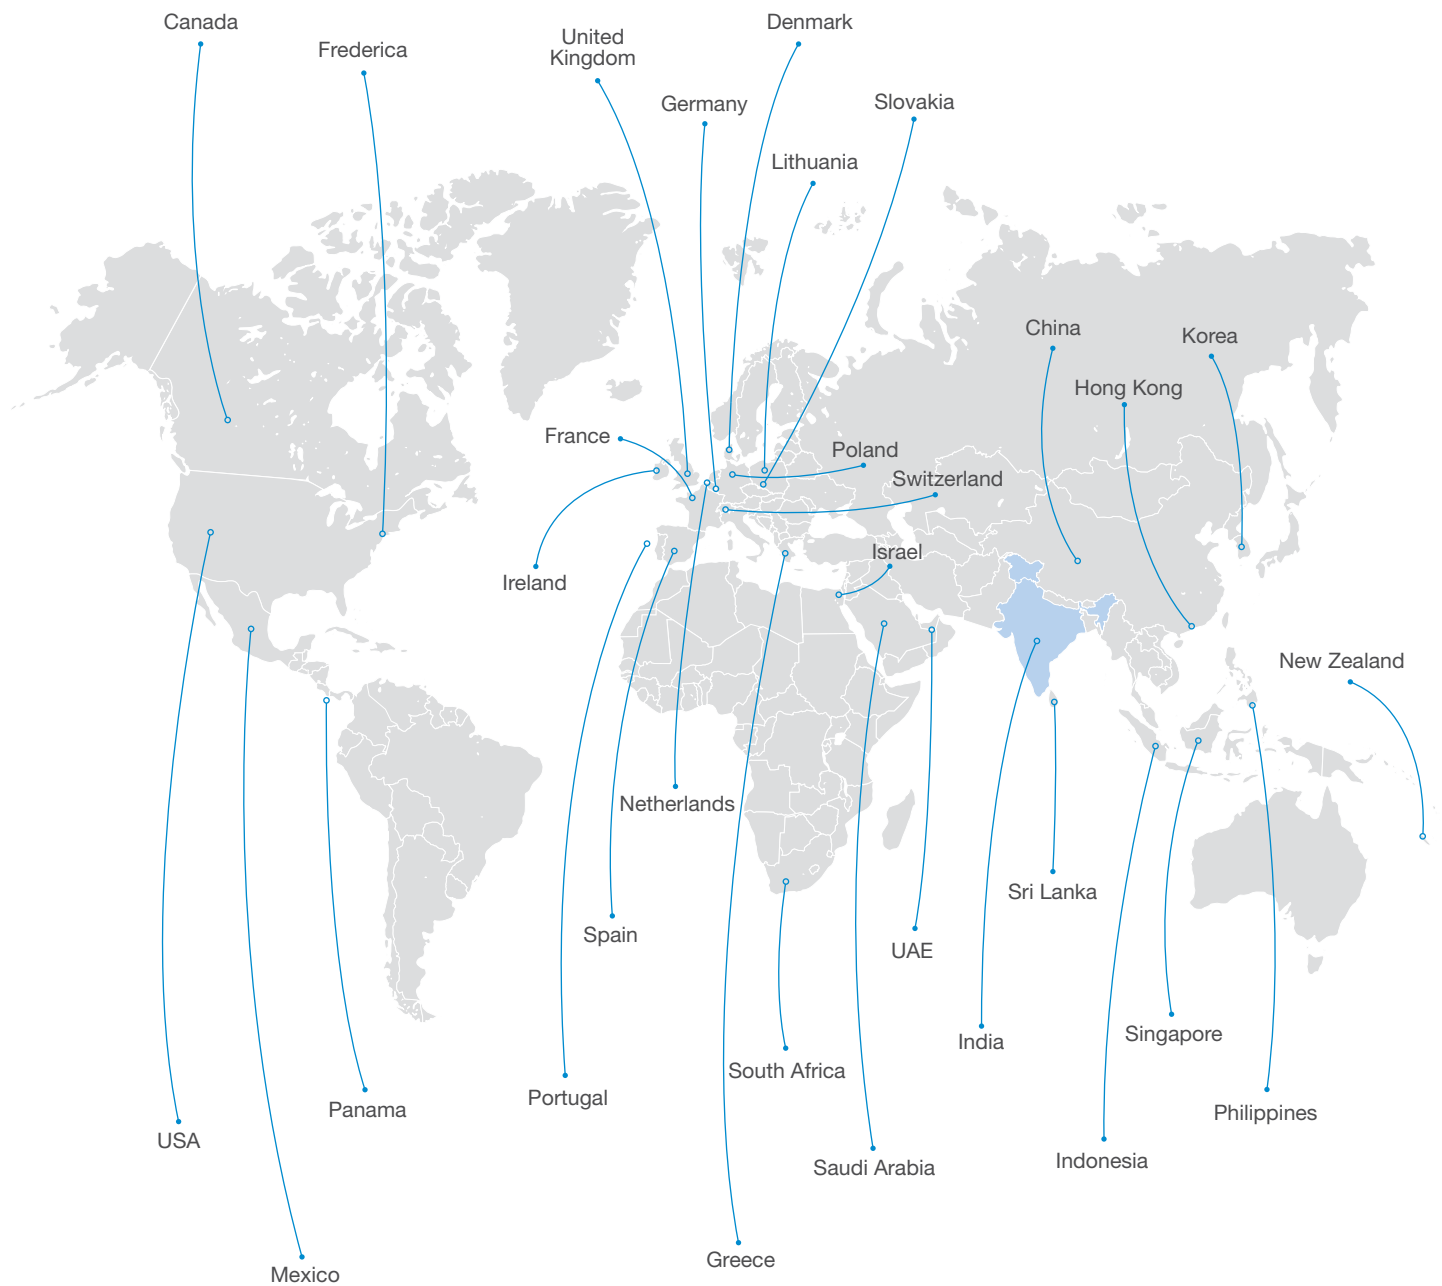 Canada
Denmark
United
Kingdom
Frederica
Germany
Slovakia
Lithuania
China
Korea
Hong Kong
France
Poland
Switzerland
Israel
Ireland
New Zealand
Netherlands
Sri Lanka
Spain
UAE
Singapore
India
South Africa
Portugal
Panama
Philippines
USA
Indonesia
Saudi Arabia
Greece
Mexico